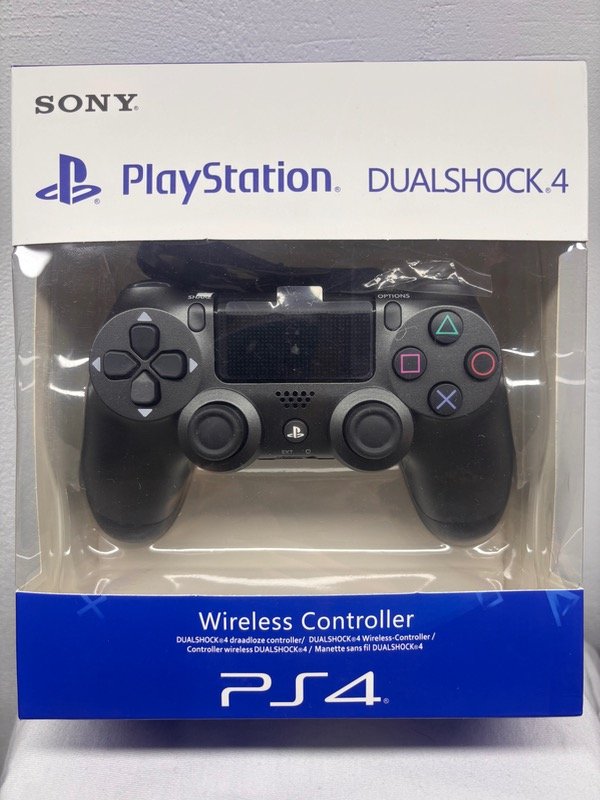 SONY®
PlayStation® DUALSHOCK®4
SHARE OPTIONS
EXT
Wireless Controller
DUALSHOCK®4 draadloze controller/ DUALSHOCK®4 Wireless-Controller /
Controller wireless DUALSHOCK®4 / Manette sans fil DUALSHOCK®4
PS4®